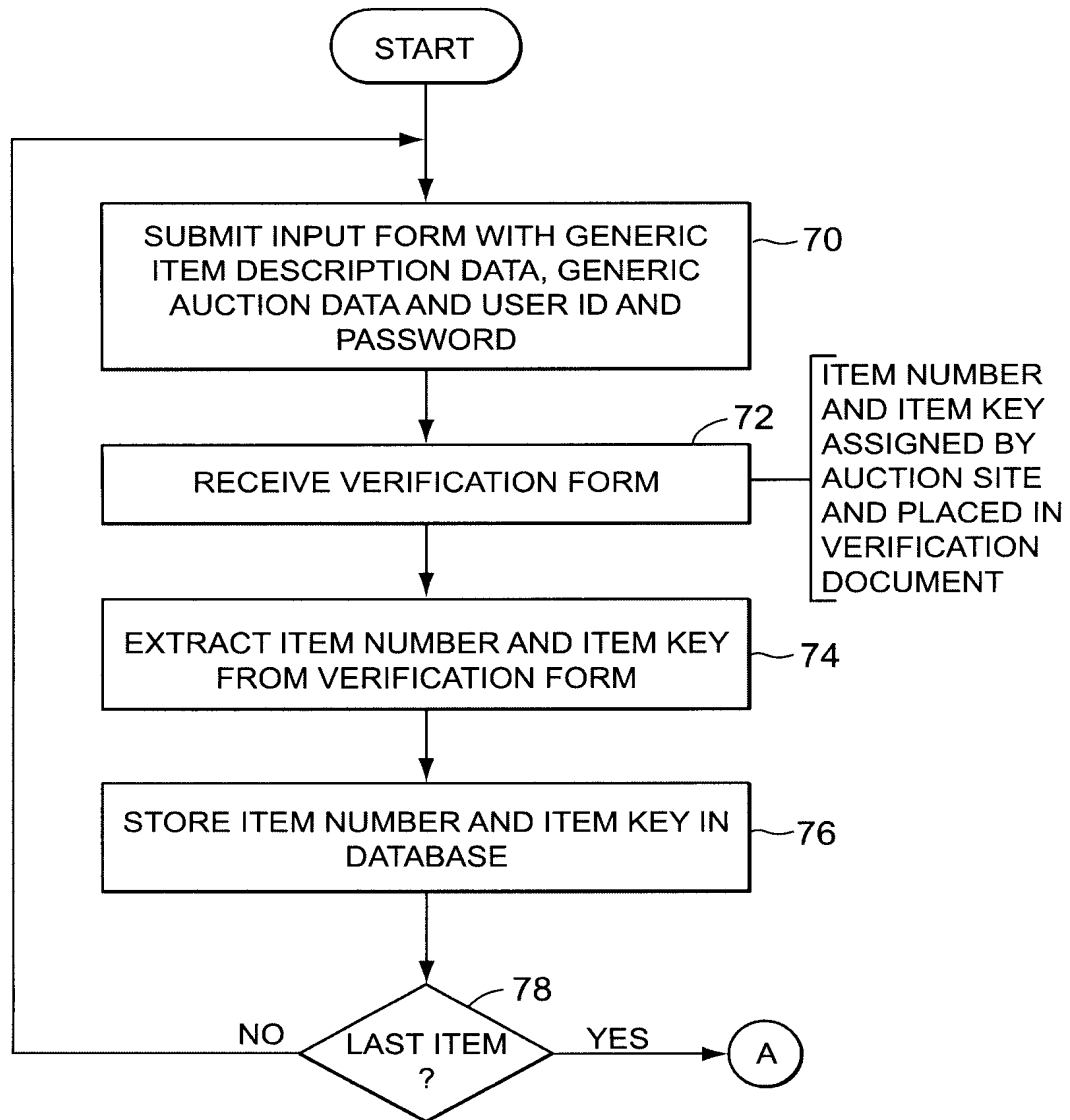 START
SUBMIT INPUT FORM WITH GENERIC
ITEM DESCRIPTION DATA, GENERIC
AUCTION DATA AND USER ID AND
PASSWORD
70
72
RECEIVE VERIFICATION FORM
ITEM NUMBER
AND ITEM KEY
ASSIGNED BY
AUCTION SITE
AND PLACED IN
VERIFICATION
DOCUMENT
EXTRACT ITEM NUMBER AND ITEM KEY
FROM VERIFICATION FORM
74
STORE ITEM NUMBER AND ITEM KEY IN
DATABASE
76
78
NO
LAST ITEM
?
YES
A